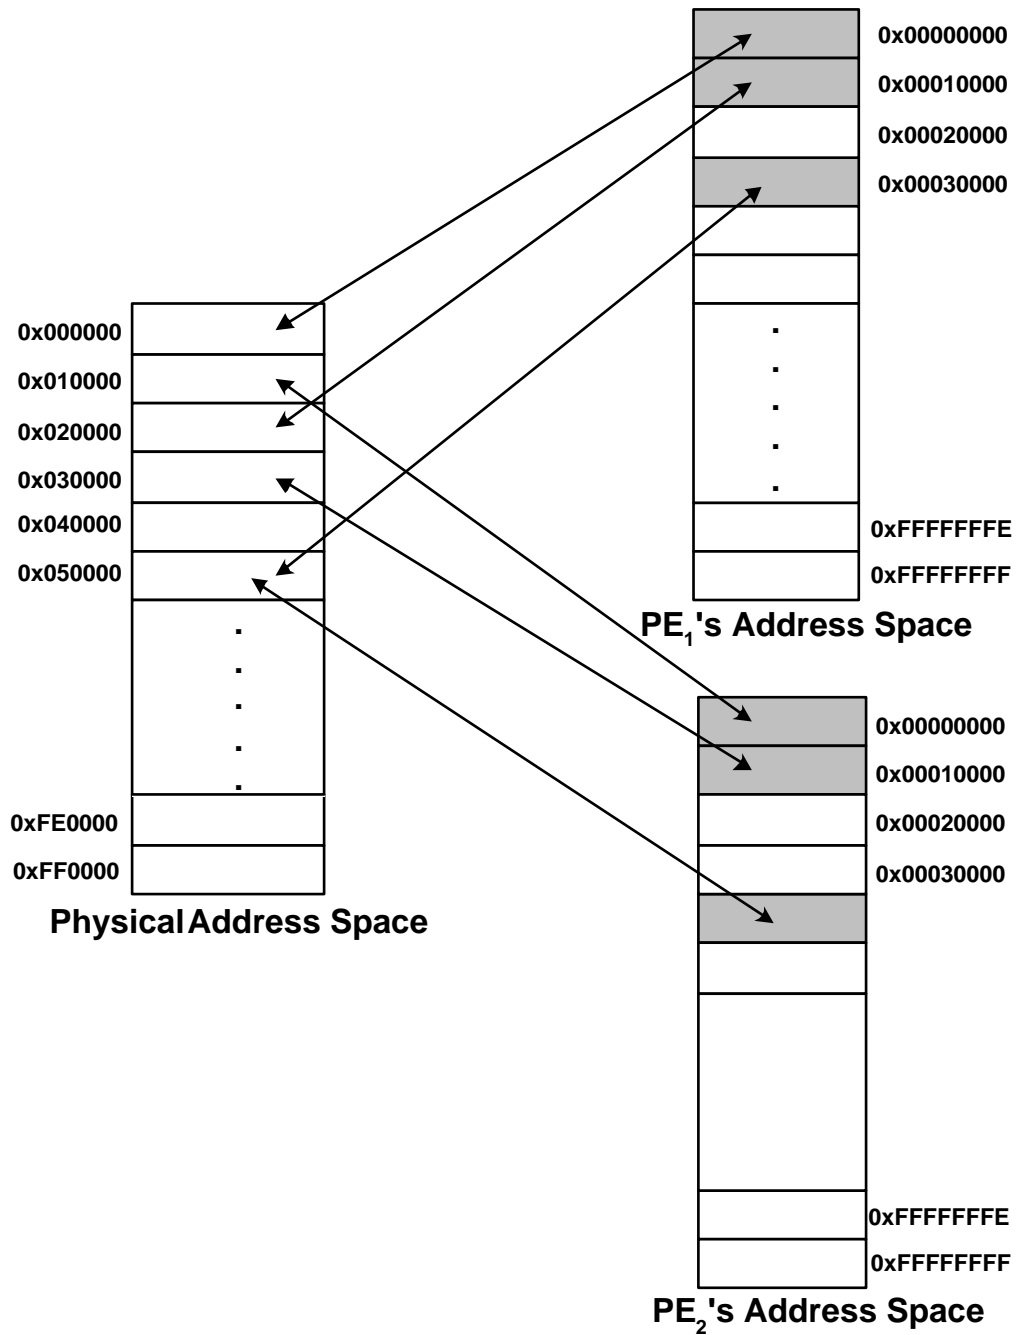 0x00000000
0x00010000
0x00020000
0x00030000
.
.
.
.
.
0xFFFFFFFE
0xFFFFFFFF
PE1's Address Space
0x000000
0x010000
0x020000
0x030000
0x040000
0x050000
.
.
.
.
.
0xFE0000
0xFF0000
Physical Address Space
0x00000000
0x00010000
0x00020000
0x00030000
0xFFFFFFFE
0xFFFFFFFF
PE2's Address Space